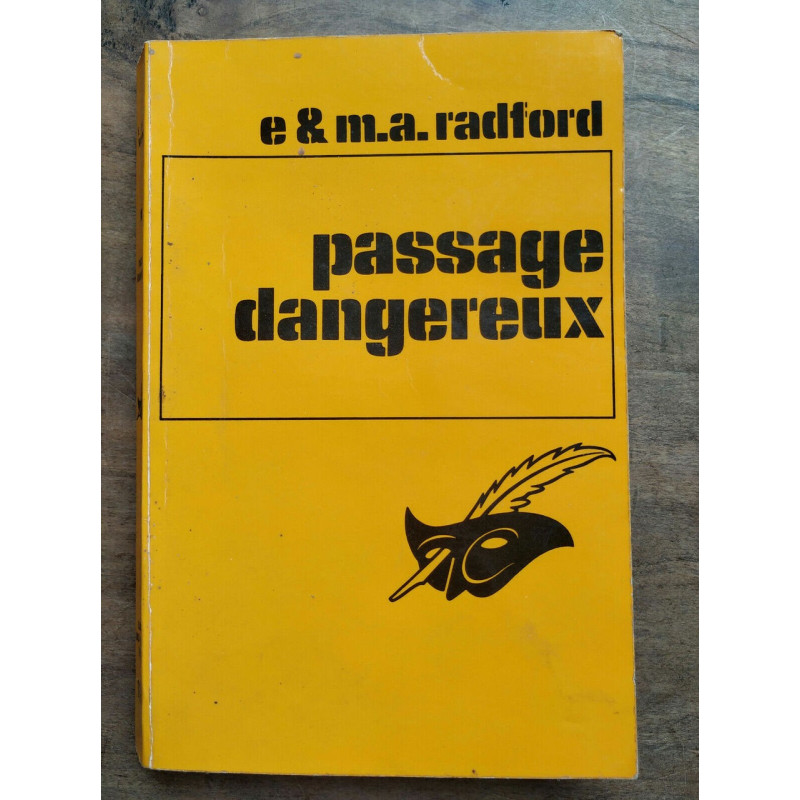 e & m.a. radford
passage
dangereux